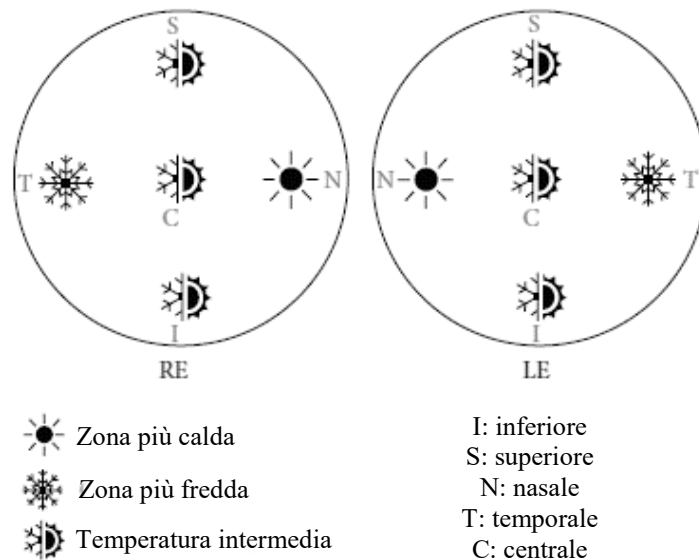 S
S
T
N
N
T
C
C
I
I
RE
LE
Zona più calda
Zona più fredda
Temperatura intermedia
I: inferiore
S: superiore
N: nasale
T: temporale
C: centrale